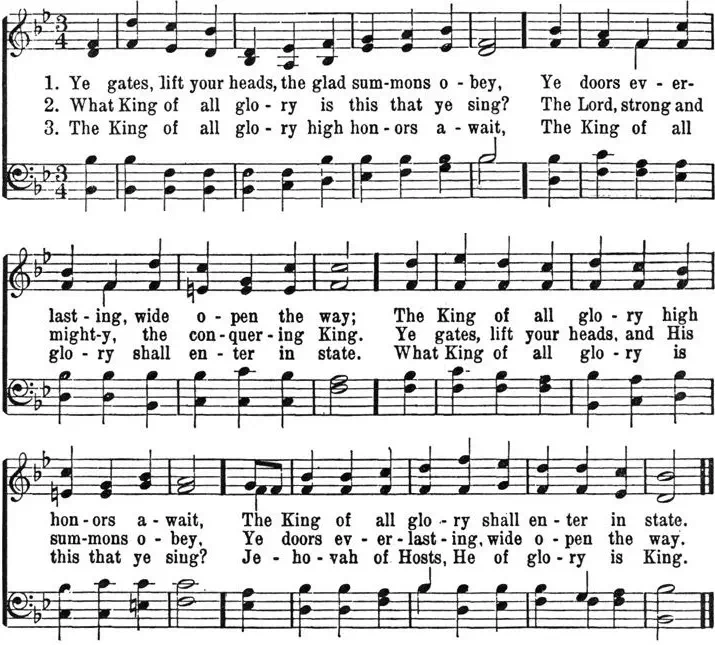 3
4
1. Ye gates, lift your heads, the glad sum-mons o - bey, Ye doors ev - er-
2. What King of all glo - ry is this that ye sing? The Lord, strong and
3. The King of all glo - ry high hon - ors a - wait, The King of all
3
4
last - ing, wide o - pen the way; The King of all glo - ry high
might-y, the con - quer - ing King. Ye gates, lift your heads, and His
glo - ry shall en - ter in state. What King of all glo - ry is
hon - ors a - wait, The King of all glo - ry shall en - ter in state.
sum-mons o - bey, Ye doors ev - er-last-ing, wide o - pen the way.
this that ye sing? Je - ho - vah of Hosts, He of glo - ry is King.